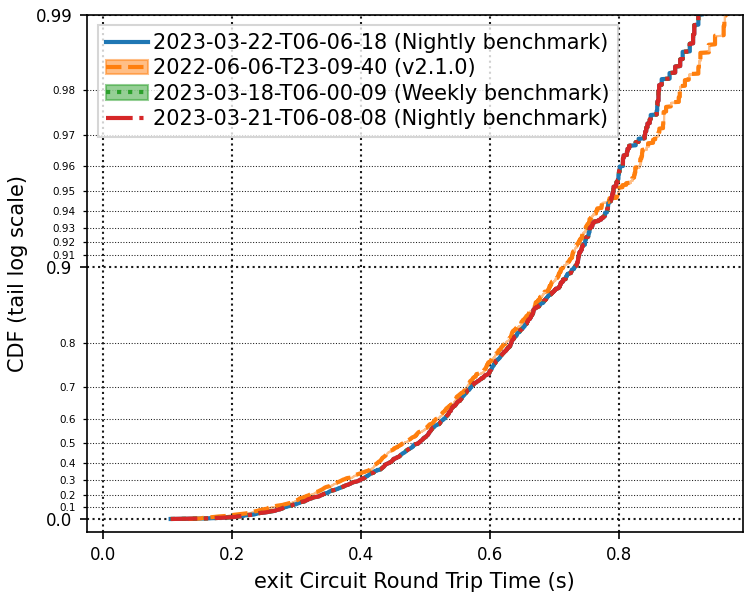 0.99
2023-03-22-T06-06-18 (Nightly benchmark)
2022-06-06-T23-09-40 (v2.1.0)
2023-03-18-T06-00-09 (Weekly benchmark)
2023-03-21-T06-08-08 (Nightly benchmark)
0.98
0.97
0.96
0.95
0.94
0.93
0.92
0.91
0.9
0.8
0.7
0.6
0.5
0.4
0.3
0.2
0.1
0.0
CDF (tail log scale)
0.0 0.2 0.4 0.6 0.8
exit Circuit Round Trip Time (s)